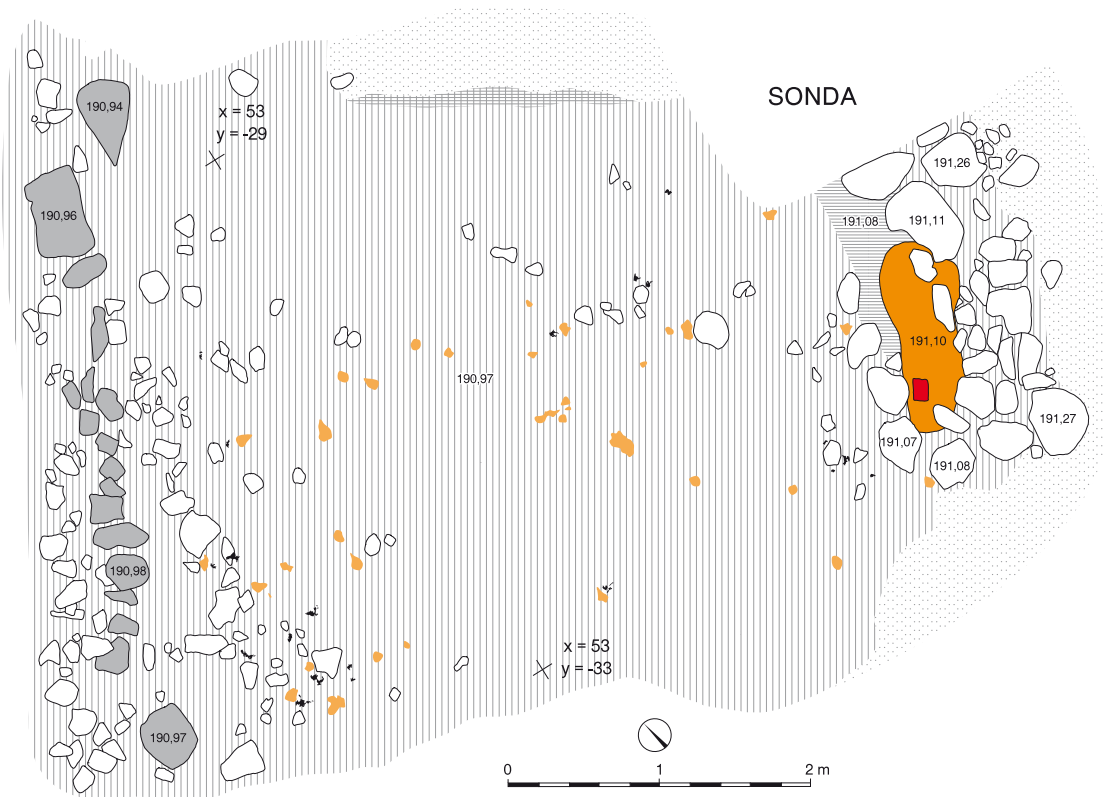 SONDA
190,94
x = 53
y = -29
191,26
190,96
191,08
191,11
191,10
190,97
191,27
191,07
191,08
190,98
x = 53
y = -33
190,97
0
1
2 m